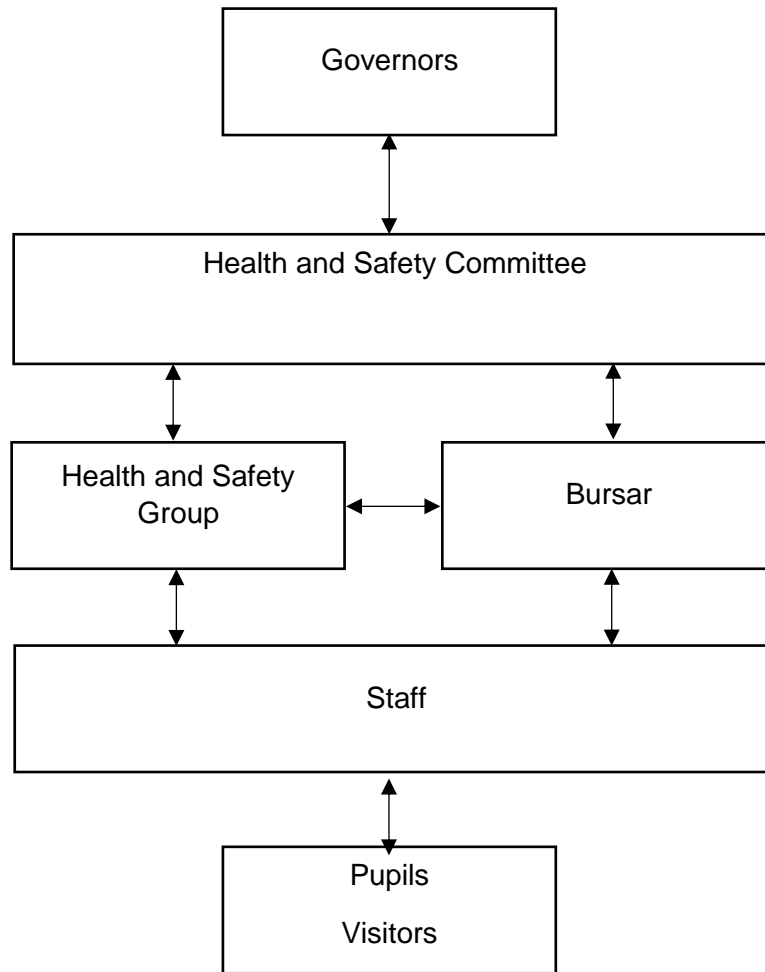 Governors
Health and Safety Committee
Health and Safety
Group
Bursar
Staff
Pupils
Visitors